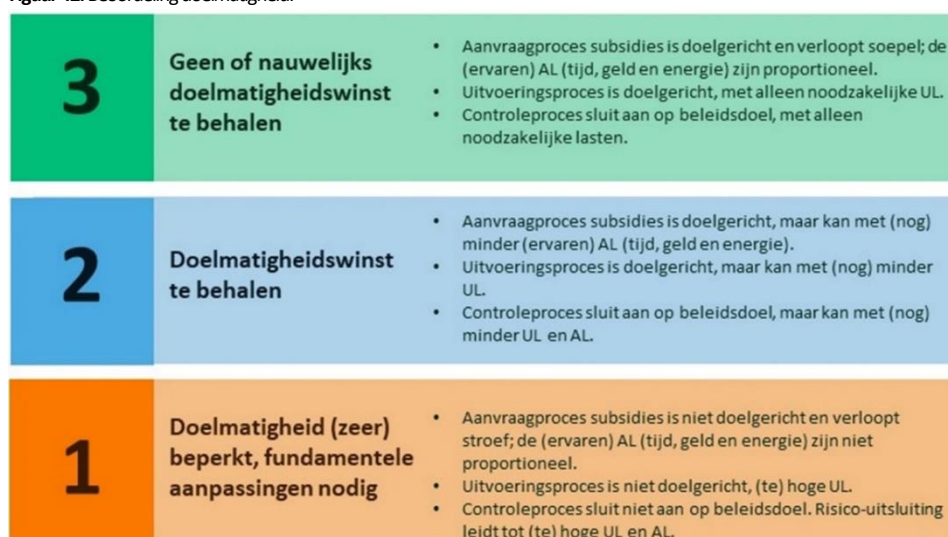 3
Geen of nauwelijks
doelmatigheidswinst
te behalen
• Aanvraagproces subsidies is doelgericht en verloopt soepel; de
(ervaren) AL (tijd, geld en energie) zijn proportioneel.
• Uitvoeringsproces is doelgericht, met alleen noodzakelijke UL.
• Controleproces sluit aan op beleidsdoel, met alleen
noodzakelijke lasten.
2
Doelmatigheidswinst
te behalen
• Aanvraagproces subsidies is doelgericht, maar kan met (nog)
minder (ervaren) AL (tijd, geld en energie).
• Uitvoeringsproces is doelgericht, maar kan met (nog) minder
UL.
• Controleproces sluit aan op beleidsdoel, maar kan met (nog)
minder UL en AL.
1
Doelmatigheid (zeer)
beperkt, fundamentele
aanpassingen nodig
• Aanvraagproces subsidies is niet doelgericht en verloopt
stroef; de (ervaren) AL (tijd, geld en energie) zijn niet
proportioneel.
• Uitvoeringsproces is niet doelgericht, (te) hoge UL.
• Controleproces sluit niet aan op beleidsdoel. Risico-uitsluiting
leidt tot (te) hoge UL en AL.